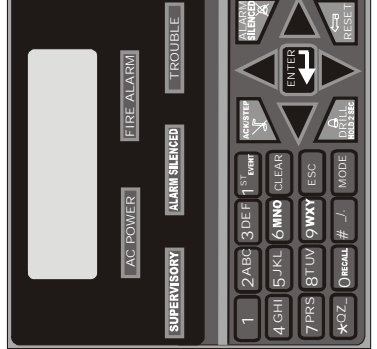 AC POWER
FIRE ALARM
SUPERVISORY
ALARM SILENCED
TROUBLE
1
2ABC
3DEF
1ST EVENT
ACK/STEP
ALARM
SILENCED
4GHI
5JKL
6MNO
CLEAR
ENTER
7PRS
8TUV
9WXY
ESC
*QZ_
0RECALL
# ./.
MODE
DRILL
HOLD 2 SEC
RESET